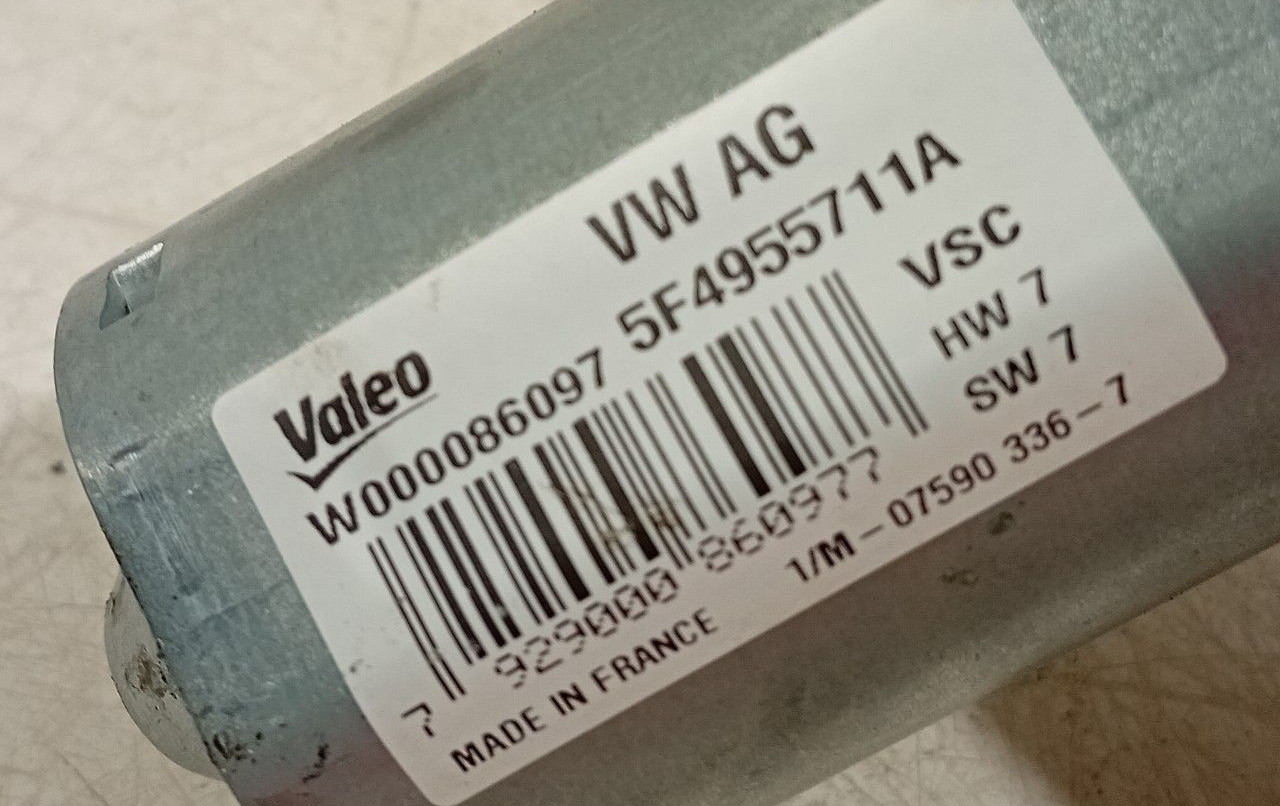 VW AG
Valeo
W000086097 5F4955711A
VSC
HW 7
SW 7
7 929000 860977
1/M-07590 336-7
MADE IN FRANCE